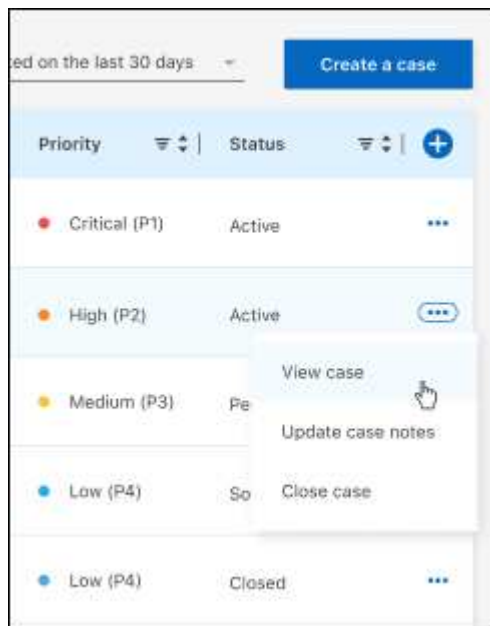 ted on the last 30 days
Create a case
Priority
Status
Critical (P1)
Active
High (P2)
Active
View case
Medium (P3)
Pe
Update case notes
Low (P4)
So
Close case
Low (P4)
Closed